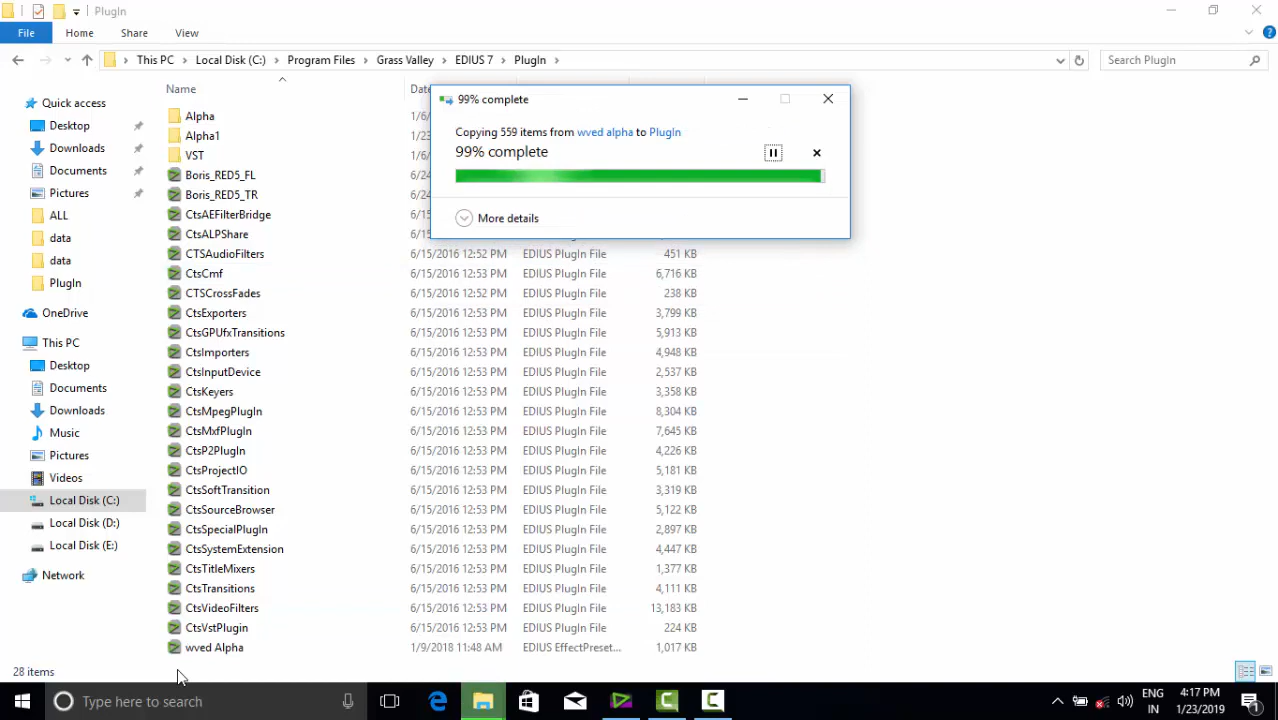 PlugIn
File Home Share View
This PC Local Disk (C:) Program Files Grass Valley EDIUS 7 PlugIn Search PlugIn
Name Date
Quick access
Desktop
Downloads
Documents
Pictures
ALL
data
data
PlugIn
OneDrive
This PC
Desktop
Documents
Downloads
Music
Pictures
Videos
Local Disk (C:)
Local Disk (D:)
Local Disk (E:)
Network
Alpha 1/6/
Alpha1 1/23
VST 1/6/
Boris_RED5_FL 6/24
Boris_RED5_TR 6/24
CtsAEFilterBridge 6/15
CtsALPShare 6/15
CTSAudioFilters 6/15/2016 12:52 PM EDIUS PlugIn File 451 KB
CtsCmf 6/15/2016 12:53 PM EDIUS PlugIn File 6,716 KB
CTSCrossFades 6/15/2016 12:52 PM EDIUS PlugIn File 238 KB
CtsExporters 6/15/2016 12:53 PM EDIUS PlugIn File 3,799 KB
CtsGPUfxTransitions 6/15/2016 12:53 PM EDIUS PlugIn File 5,913 KB
CtsImporters 6/15/2016 12:53 PM EDIUS PlugIn File 4,948 KB
CtsInputDevice 6/15/2016 12:53 PM EDIUS PlugIn File 2,537 KB
CtsKeyers 6/15/2016 12:53 PM EDIUS PlugIn File 3,358 KB
CtsMpegPlugIn 6/15/2016 12:53 PM EDIUS PlugIn File 8,304 KB
CtsMxfPlugIn 6/15/2016 12:53 PM EDIUS PlugIn File 7,645 KB
CtsP2PlugIn 6/15/2016 12:53 PM EDIUS PlugIn File 4,226 KB
CtsProjectIO 6/15/2016 12:53 PM EDIUS PlugIn File 5,181 KB
CtsSoftTransition 6/15/2016 12:53 PM EDIUS PlugIn File 3,319 KB
CtsSourceBrowser 6/15/2016 12:53 PM EDIUS PlugIn File 5,122 KB
CtsSpecialPlugIn 6/15/2016 12:53 PM EDIUS PlugIn File 2,897 KB
CtsSystemExtension 6/15/2016 12:53 PM EDIUS PlugIn File 4,447 KB
CtsTitleMixers 6/15/2016 12:53 PM EDIUS PlugIn File 1,377 KB
CtsTransitions 6/15/2016 12:53 PM EDIUS PlugIn File 4,111 KB
CtsVideoFilters 6/15/2016 12:53 PM EDIUS PlugIn File 13,183 KB
CtsVstPlugin 6/15/2016 12:53 PM EDIUS PlugIn File 224 KB
wved Alpha 1/9/2018 11:48 AM EDIUS EffectPreset... 1,017 KB
99% complete
Copying 559 items from wved alpha to PlugIn
99% complete
More details
28 items
Type here to search
ENG 4:17 PM
IN 1/23/2019 1